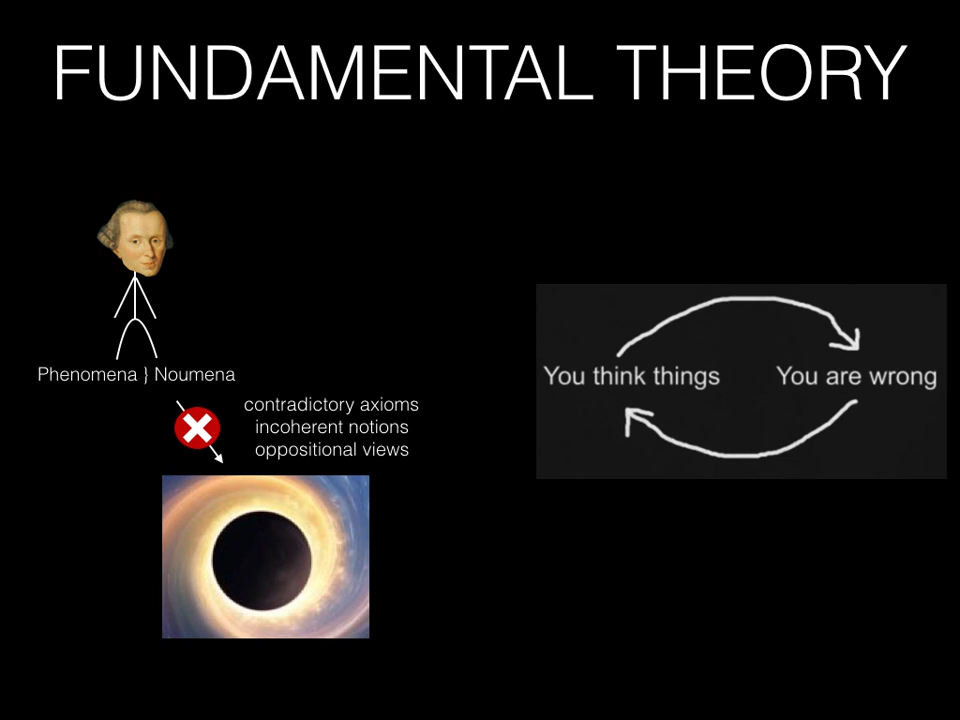 FUNDAMENTAL THEORY
Phenomena } Noumena
contradictory axioms
incoherent notions
oppositional views
You think things
You are wrong